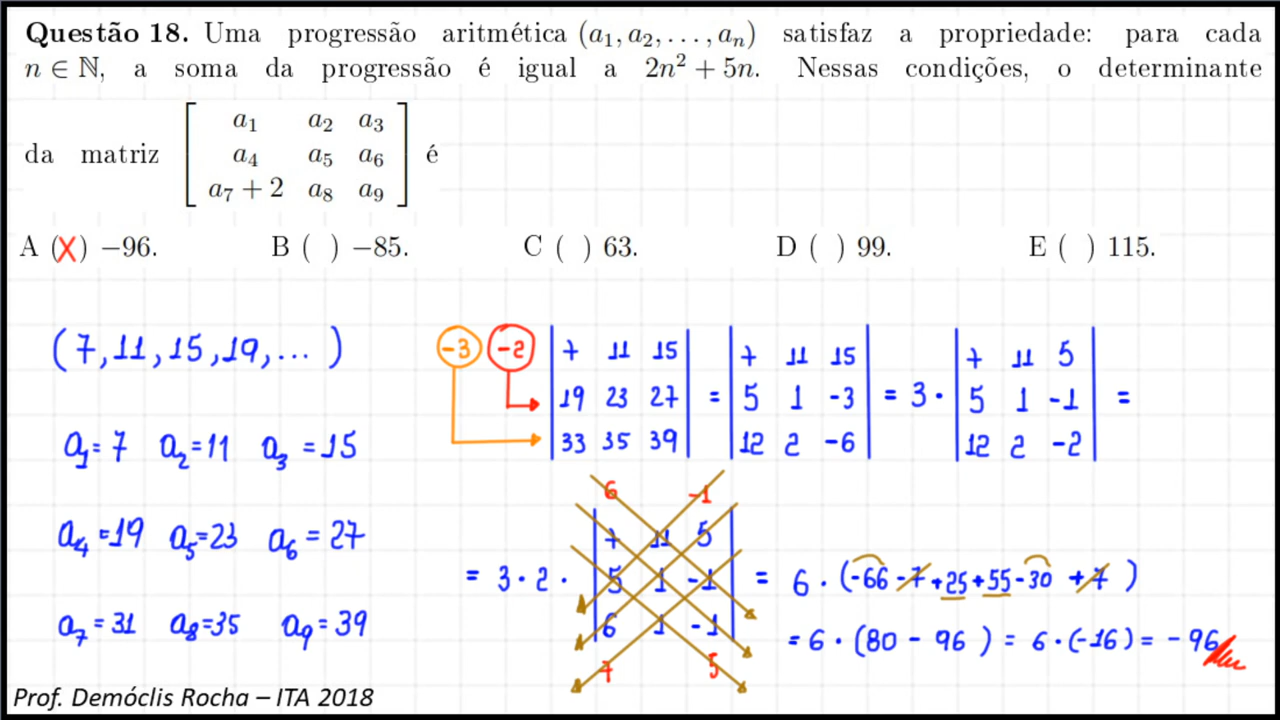 Questão 18. Uma progressão aritmética (a₁, a₂, . . . , aₙ) satisfaz a propriedade: para cada
n ∈ ℕ, a soma da progressão é igual a 2n² + 5n. Nessas condições, o determinante
a₁ a₂ a₃
da matriz a₄ a₅ a₆ é
a₇ + 2 a₈ a₉
A (X) −96. B ( ) −85. C ( ) 63. D ( ) 99. E ( ) 115.
(7, 11, 15, 19, ... )
a₁ = 7 a₂ = 11 a₃ = 15
a₄ = 19 a₅ = 23 a₆ = 27
a₇ = 31 a₈ = 35 a₉ = 39
-3 -2 | 7 11 15 | | 7 11 15 | | 7 11 5 |
| 19 23 27 | = | 5 1 -3 | = 3 · | 5 1 -1 | =
| 33 35 39 | | 12 2 -6 | | 12 2 -2 |
6 -1
| 7 11 5 |
= 3 · 2 · | 5 1 -1 | = 6 · (-66 - 7 + 25 + 55 - 30 + 7 )
| 6 1 -1 |
7 5
= 6 · (80 - 96 ) = 6 · (-16) = - 96
Prof. Demóclis Rocha – ITA 2018